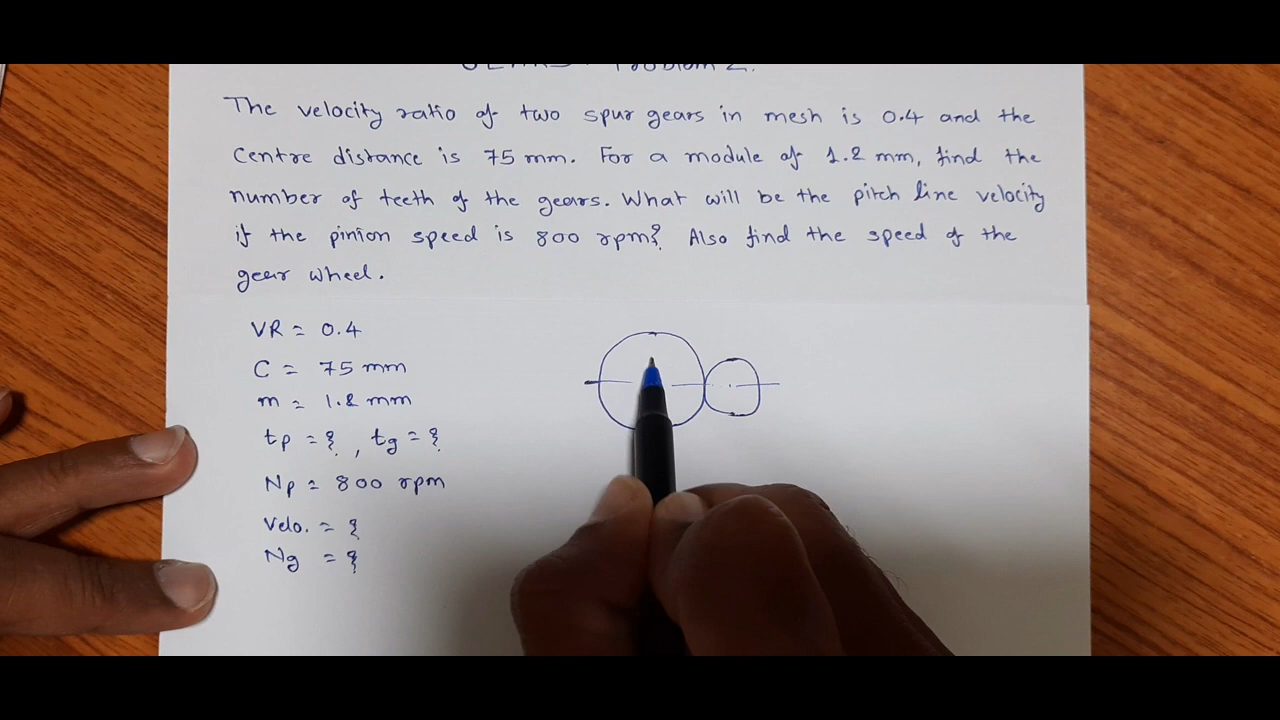 Problem 2.
The velocity ratio of two spur gears in mesh is 0.4 and the
centre distance is 75 mm. For a module of 1.2 mm, find the
number of teeth of the gears. What will be the pitch line velocity
if the pinion speed is 800 rpm? Also find the speed of the
gear wheel.
VR = 0.4
C = 75 mm
m = 1.2 mm
tp = ? , tg = ?
Np = 800 rpm
Velo. = ?
Ng = ?